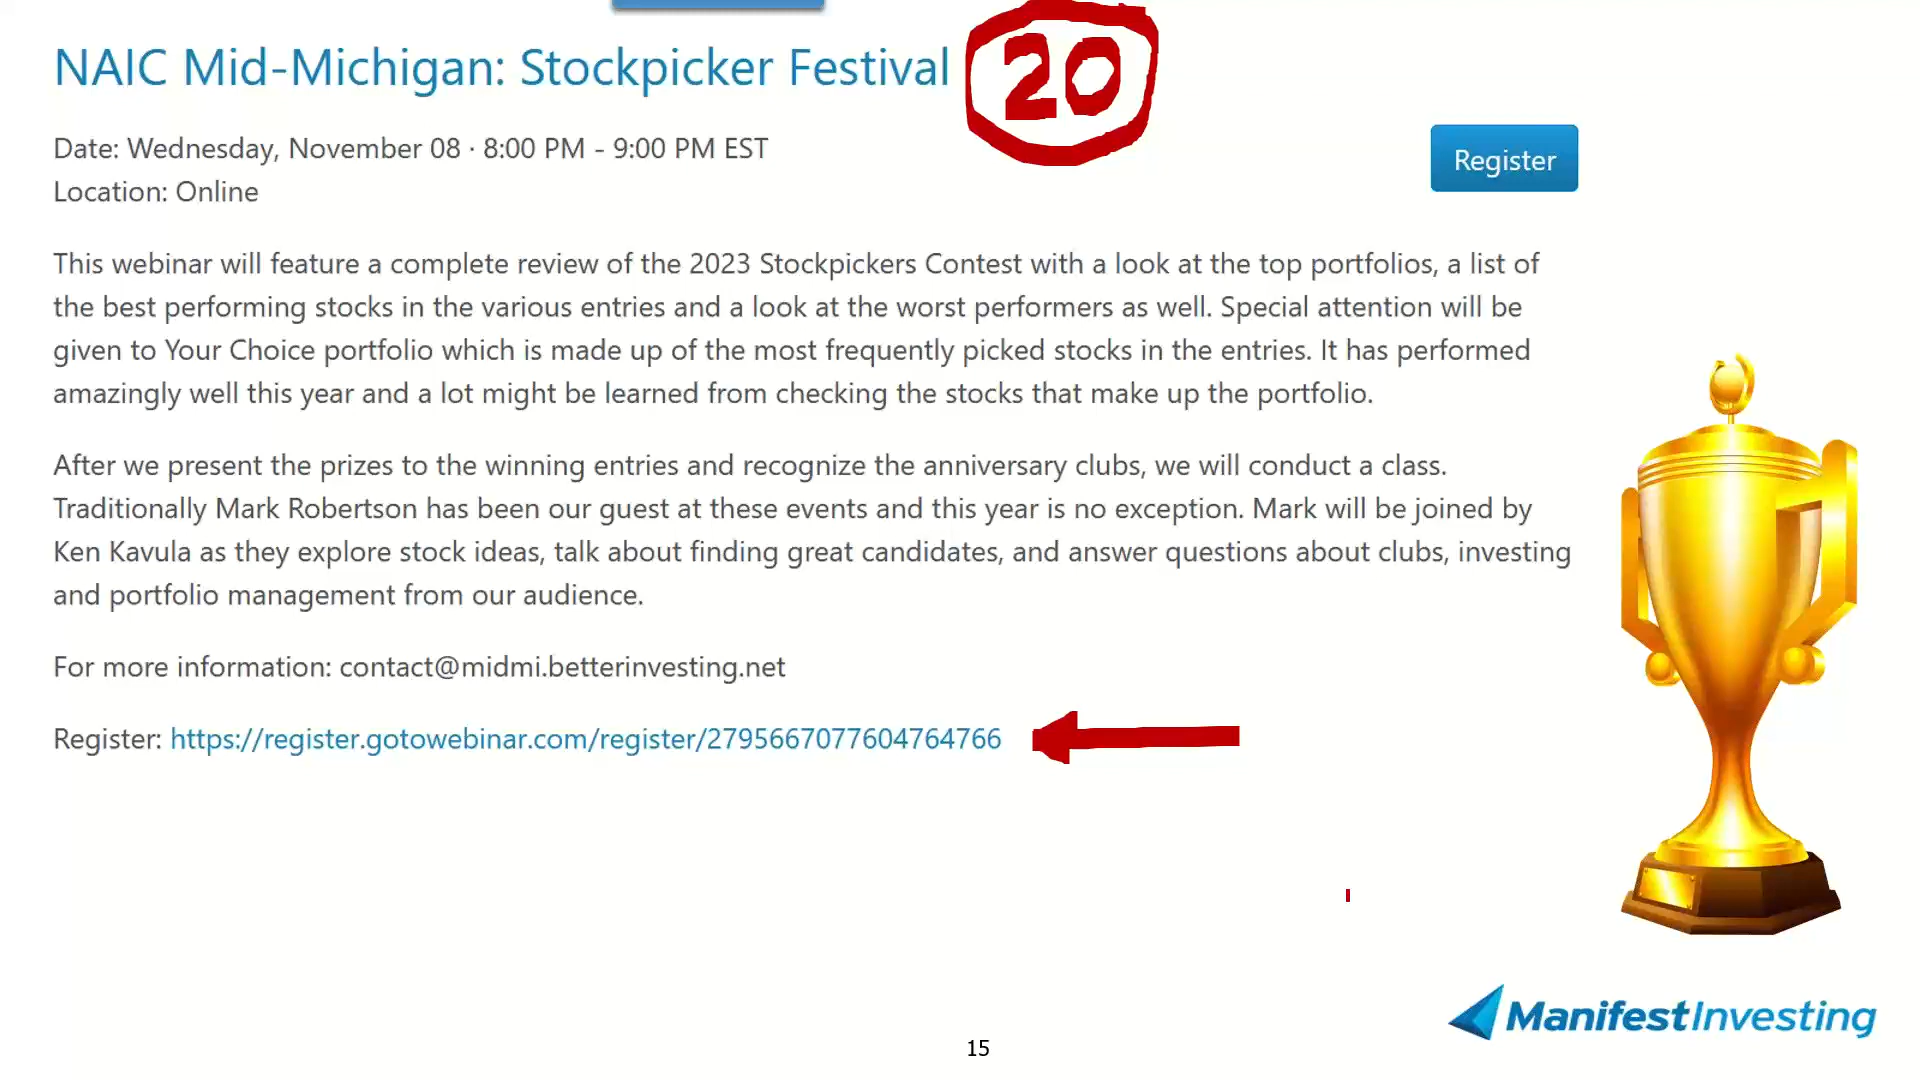 NAIC Mid-Michigan: Stockpicker Festival
20
Date: Wednesday, November 08 · 8:00 PM - 9:00 PM EST
Register
Location: Online
This webinar will feature a complete review of the 2023 Stockpickers Contest with a look at the top portfolios, a list of
the best performing stocks in the various entries and a look at the worst performers as well. Special attention will be
given to Your Choice portfolio which is made up of the most frequently picked stocks in the entries. It has performed
amazingly well this year and a lot might be learned from checking the stocks that make up the portfolio.
After we present the prizes to the winning entries and recognize the anniversary clubs, we will conduct a class.
Traditionally Mark Robertson has been our guest at these events and this year is no exception. Mark will be joined by
Ken Kavula as they explore stock ideas, talk about finding great candidates, and answer questions about clubs, investing
and portfolio management from our audience.
For more information: contact@midmi.betterinvesting.net
Register: https://register.gotowebinar.com/register/2795667077604764766
ManifestInvesting
15